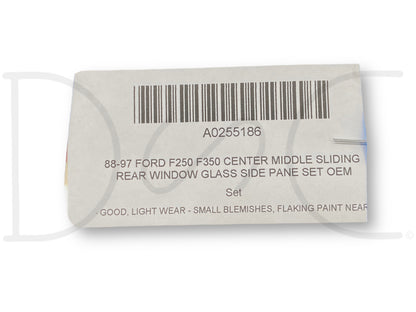 A0255186
88-97 FORD F250 F350 CENTER MIDDLE SLIDING
REAR WINDOW GLASS SIDE PANE SET OEM
Set
GOOD, LIGHT WEAR - SMALL BLEMISHES, FLAKING PAINT NEAR